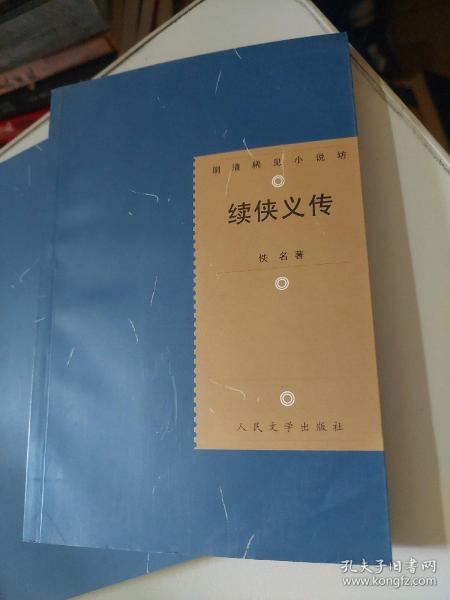 明清稀见小说坊
续侠义传
佚名著
人民文学出版社
孔夫子旧书网
www.kongfz.com